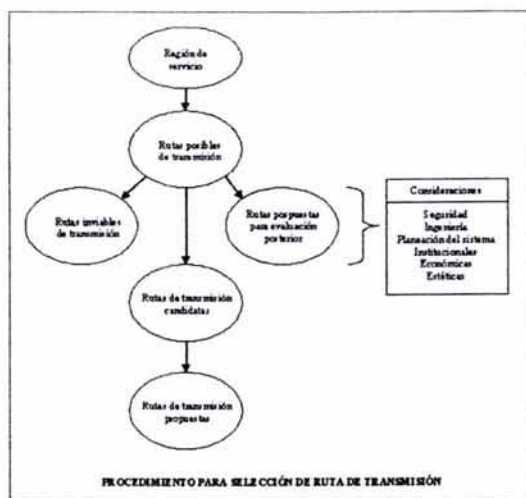 Región de
servicio
Rutas posibles
de transmisión
Rutas inviables
de transmisión
Rutas pospuestas
para evaluación
posterior
Consideraciones
Seguridad
Ingeniería
Planeación del sistema
Institucionales
Económicas
Estéticas
Rutas de transmisión
candidatas
Rutas de transmisión
propuestas
PROCEDIMIENTO PARA SELECCIÓN DE RUTA DE TRANSMISIÓN